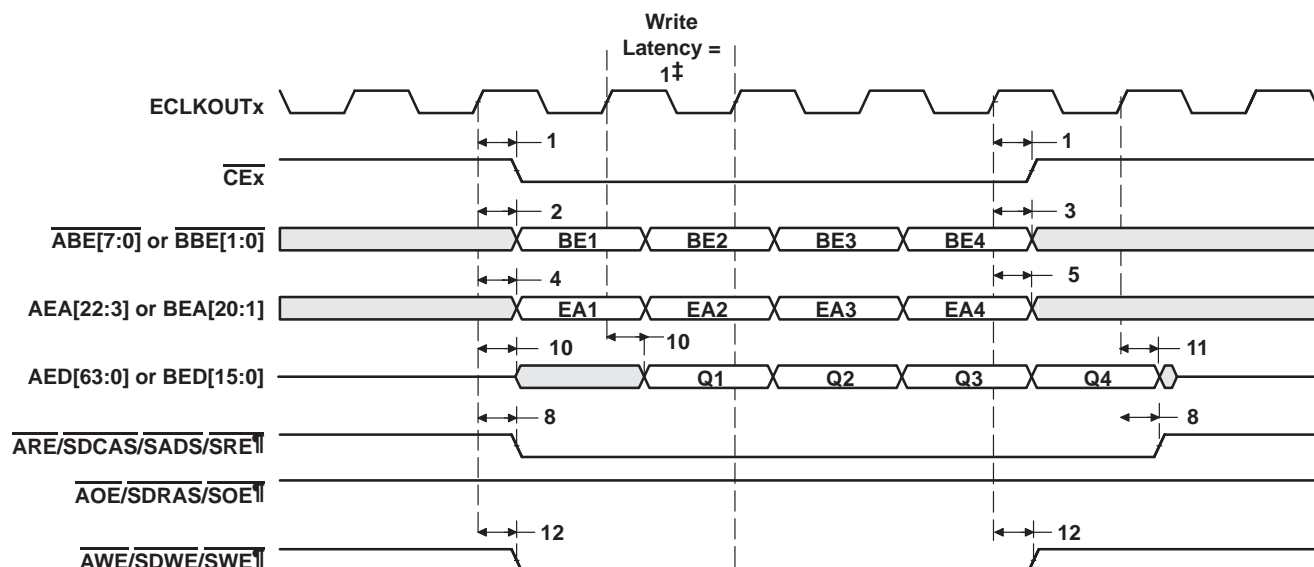 Write
Latency =
1‡
ECLKOUTx
1 1
CEx
2 3
ABE[7:0] or BBE[1:0] BE1 BE2 BE3 BE4
4 5
AEA[22:3] or BEA[20:1] EA1 EA2 EA3 EA4
10 10 11
AED[63:0] or BED[15:0] Q1 Q2 Q3 Q4
8 8
ARE/SDCAS/SADS/SRE¶
AOE/SDRAS/SOE¶
12 12
AWE/SDWE/SWE¶